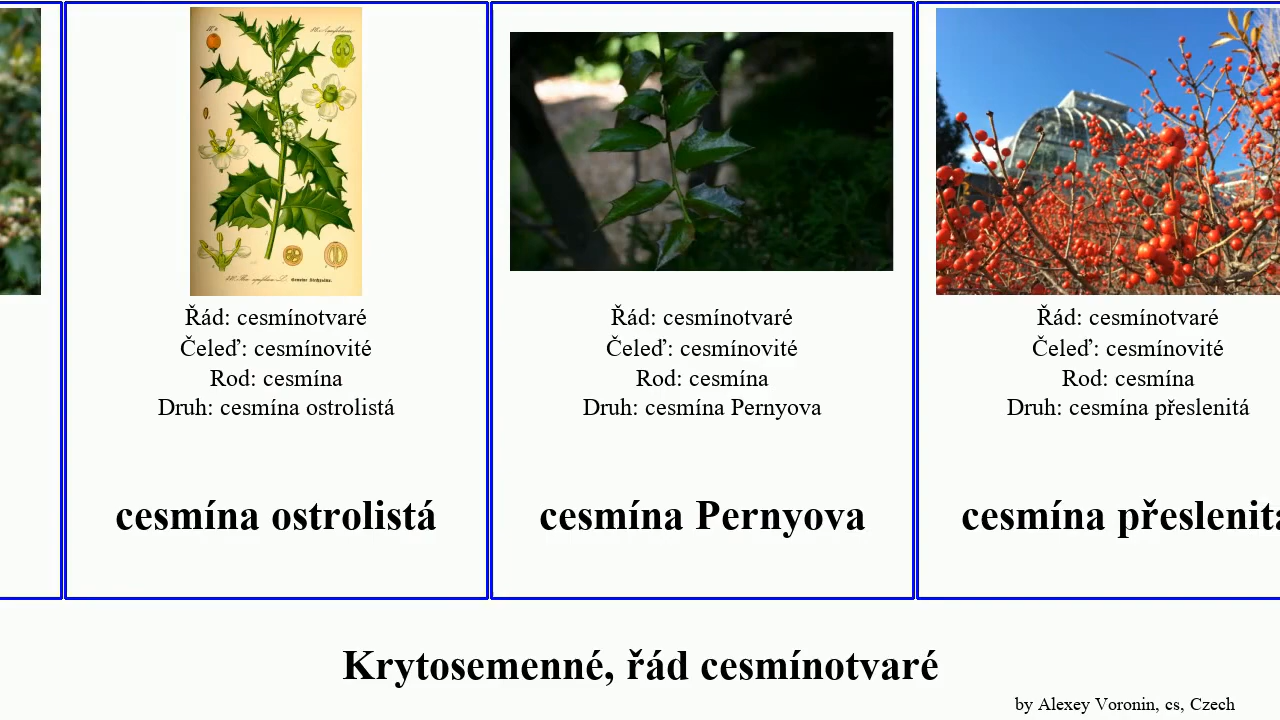 Řád: cesmínotvaré
Čeleď: cesmínovité
Rod: cesmína
Druh: cesmína ostrolistá
cesmína ostrolistá
Řád: cesmínotvaré
Čeleď: cesmínovité
Rod: cesmína
Druh: cesmína Pernyova
cesmína Pernyova
Řád: cesmínotvaré
Čeleď: cesmínovité
Rod: cesmína
Druh: cesmína přeslenitá
cesmína přeslenitá
Krytosemenné, řád cesmínotvaré
by Alexey Voronin, cs, Czech